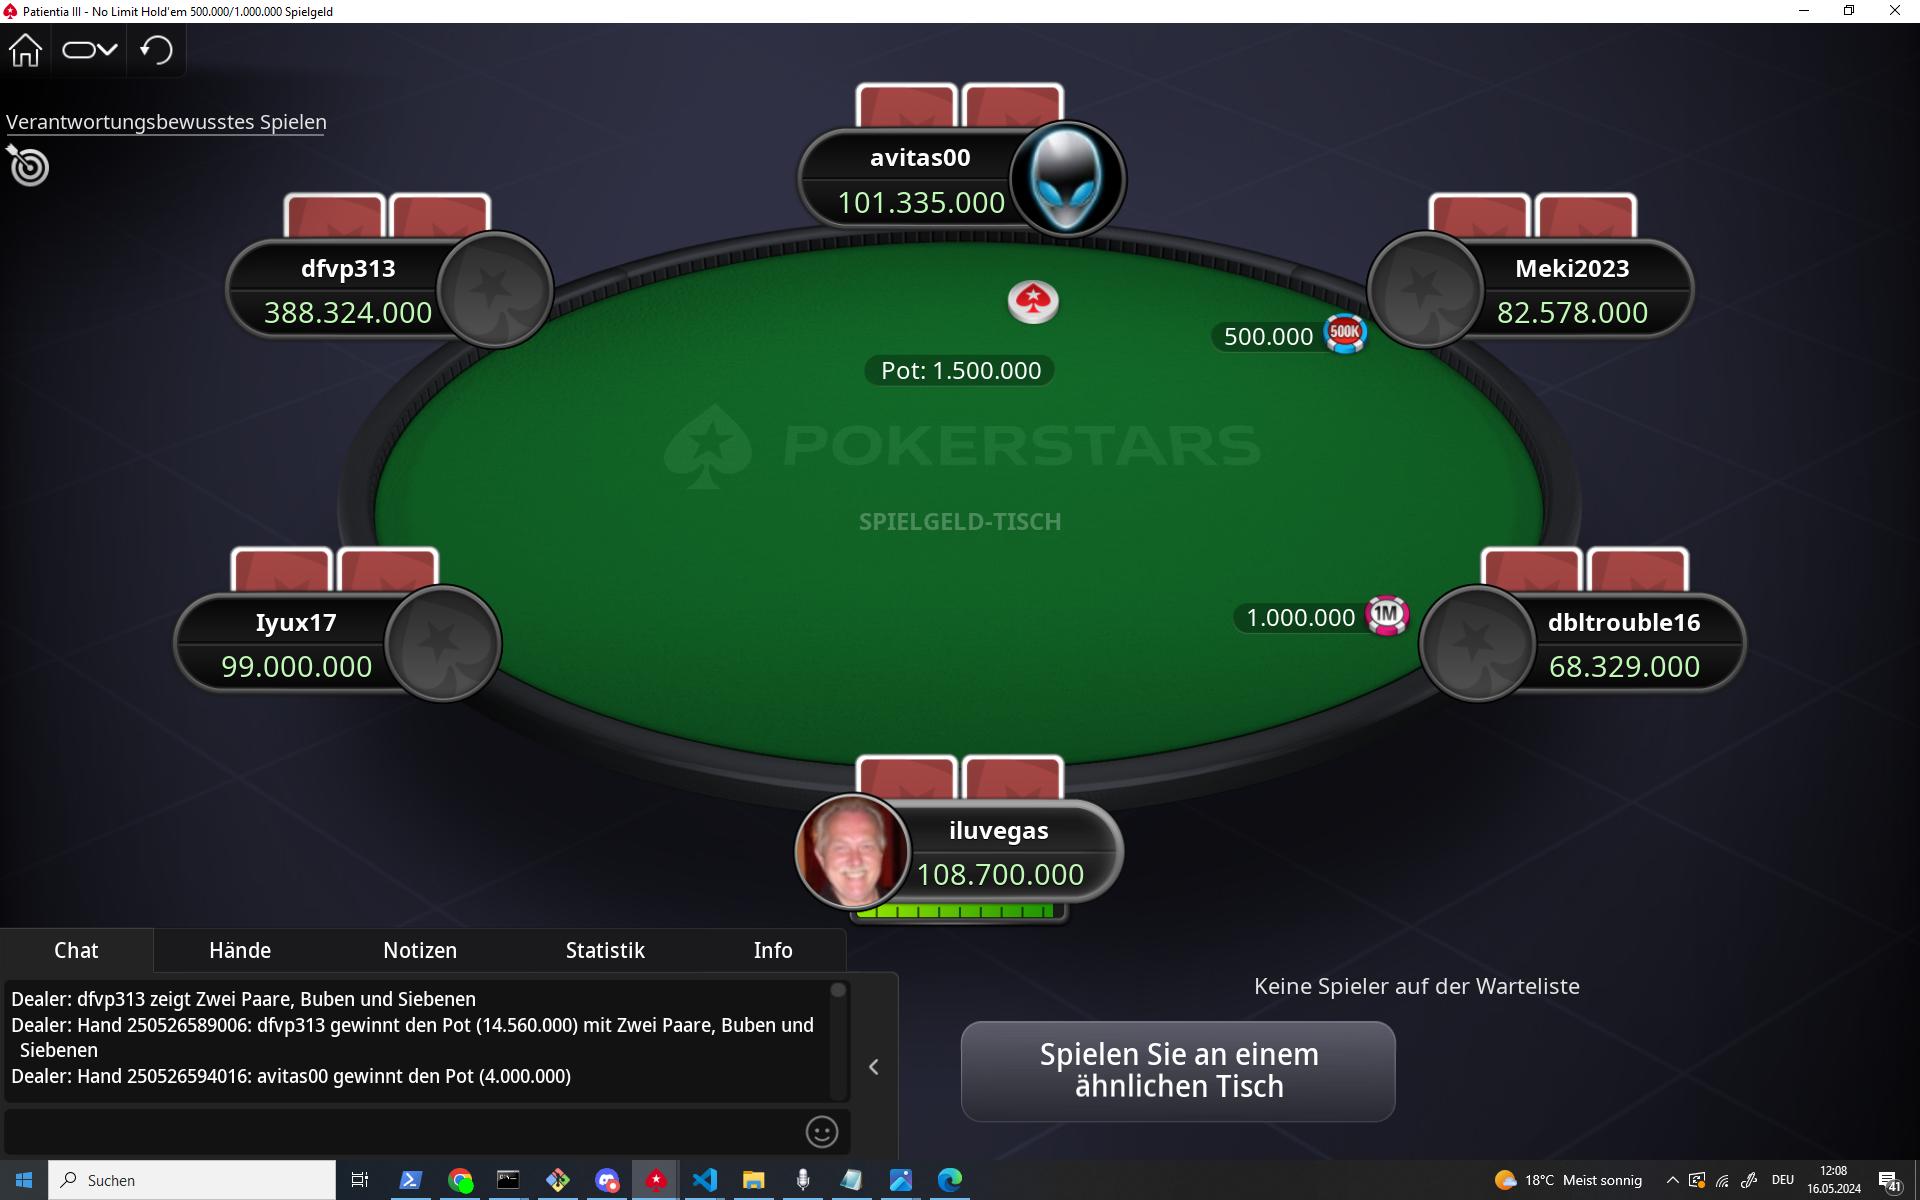 Patientia III - No Limit Hold'em 500.000/1.000.000 Spielgeld
Verantwortungsbewusstes Spielen
avitas00
101.335.000
dfvp313
388.324.000
Meki2023
82.578.000
500.000
500K
Pot: 1.500.000
POKERSTARS
SPIELGELD-TISCH
Iyux17
99.000.000
1.000.000
1M
dbltrouble16
68.329.000
iluvegas
108.700.000
Chat
Hände
Notizen
Statistik
Info
Dealer: dfvp313 zeigt Zwei Paare, Buben und Siebenen
Dealer: Hand 250526589006: dfvp313 gewinnt den Pot (14.560.000) mit Zwei Paare, Buben und
Siebenen
Dealer: Hand 250526594016: avitas00 gewinnt den Pot (4.000.000)
Keine Spieler auf der Warteliste
Spielen Sie an einem
ähnlichen Tisch
Suchen
18°C Meist sonnig
DEU
12:08
16.05.2024
41